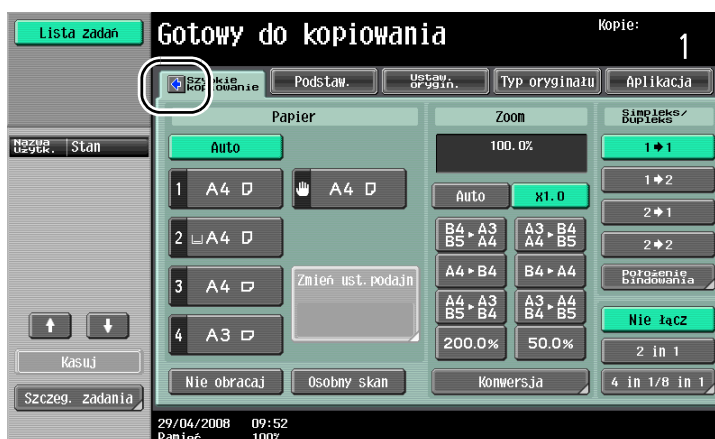 Lista zadań
Gotowy do kopiowania
Kopie:
1
Szybkie kopiowanie
Podstaw.
Ustaw. orygin.
Typ oryginału
Aplikacja
Nazwa użytk.
Stan
Papier
Auto
1 A4
A4
2 A4
3 A4
Zmień ust.podajn
4 A3
Nie obracaj
Osobny skan
Zoom
100.0%
Auto
x1.0
B4 ▸ A3
B5 ▸ A4
A3 ▸ B4
A4 ▸ B5
A4 ▸ B4
B4 ▸ A4
A4 ▸ A3
B5 ▸ B4
A3 ▸ A4
B4 ▸ B5
200.0%
50.0%
Konwersja
Simpleks/
Dupleks
1 ➧ 1
1 ➧ 2
2 ➧ 1
2 ➧ 2
Położenie
bindowania
Nie łącz
2 in 1
4 in 1/8 in 1
Kasuj
Szczeg. zadania
29/04/2008 09:52
Pamięć 100%